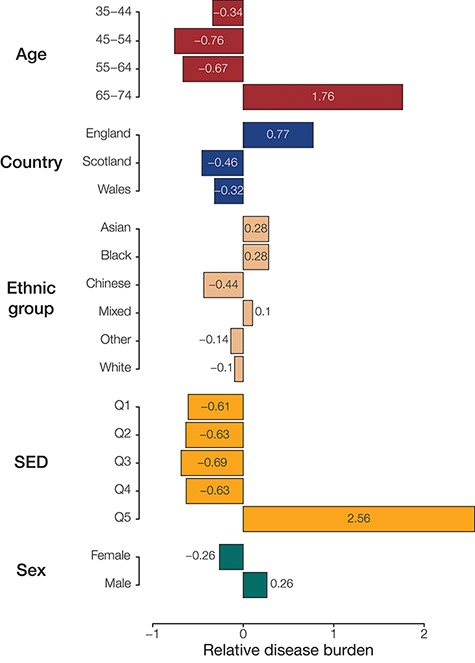 35–44
−0.34
45–54
−0.76
Age
55–64
−0.67
65–74
1.76
England
0.77
Country
Scotland
−0.46
Wales
−0.32
Asian
0.28
Black
0.28
Ethnic
group
Chinese
−0.44
Mixed
0.1
Other
−0.14
White
−0.1
Q1
−0.61
Q2
−0.63
SED
Q3
−0.69
Q4
−0.63
Q5
2.56
Female
−0.26
Sex
Male
0.26
−1 0 1 2
Relative disease burden